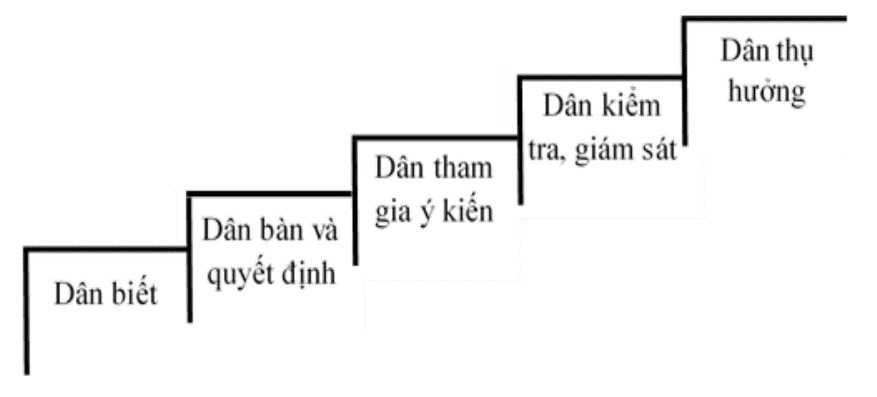 Dân biết
Dân bàn và
quyết định
Dân tham
gia ý kiến
Dân kiểm
tra, giám sát
Dân thụ
hưởng